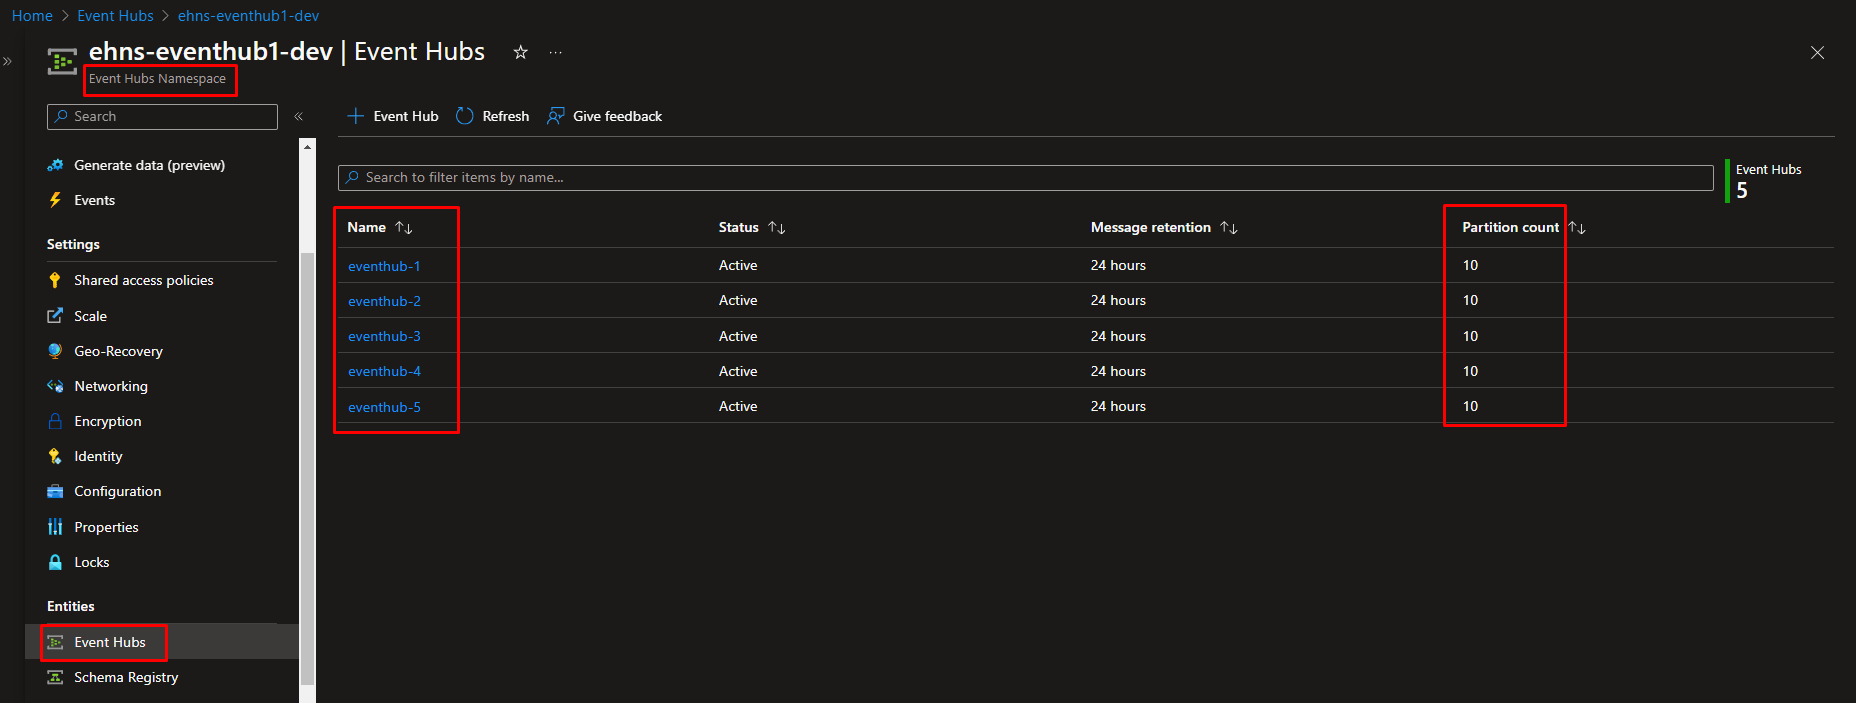 Home > Event Hubs > ehns-eventhub1-dev
ehns-eventhub1-dev | Event Hubs
Event Hubs Namespace
Search
Generate data (preview)
Events
Settings
Shared access policies
Scale
Geo-Recovery
Networking
Encryption
Identity
Configuration
Properties
Locks
Entities
Event Hubs
Schema Registry
Event Hub Refresh Give feedback
Search to filter items by name...
Event Hubs
5
Name Status Message retention Partition count
eventhub-1 Active 24 hours 10
eventhub-2 Active 24 hours 10
eventhub-3 Active 24 hours 10
eventhub-4 Active 24 hours 10
eventhub-5 Active 24 hours 10